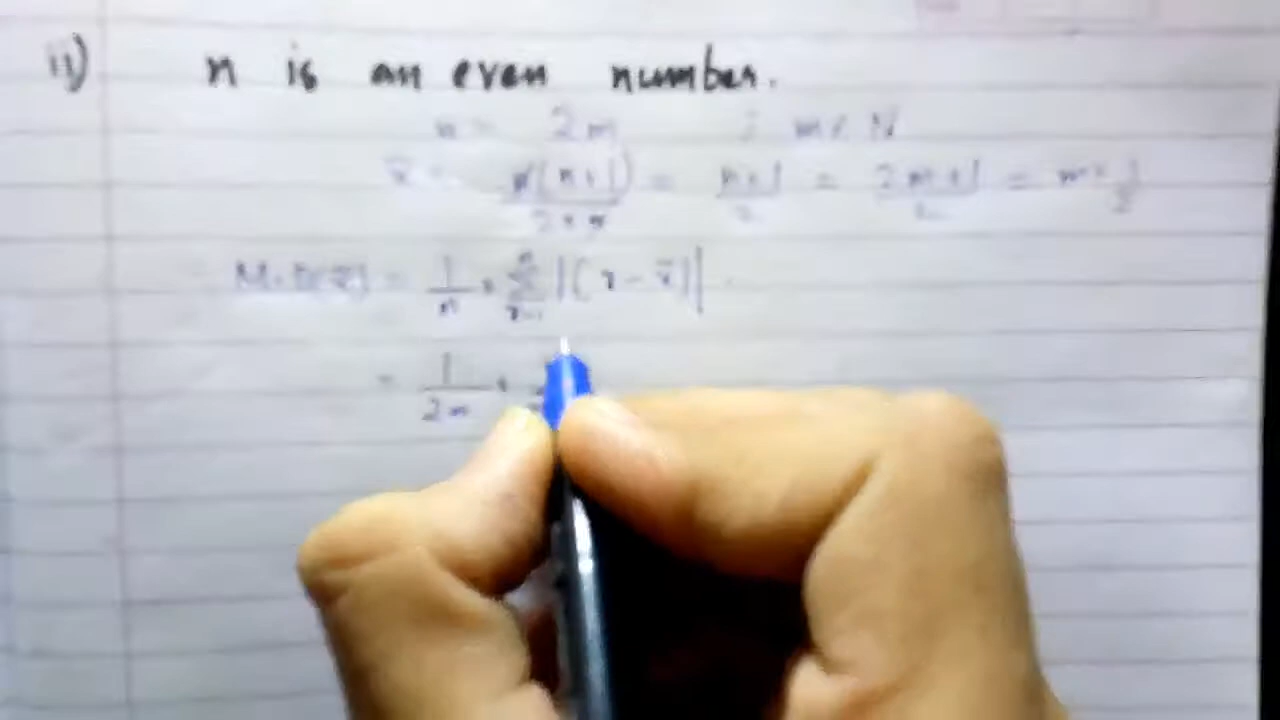 ii) n is an even number.
n = 2m ; m ∈ N
x̄ = n(n+1)/2×n = n+1/2 = 2m+1/2 = m+1/2
M.D(x̄) = 1/n · Σ |(x - x̄)|
= 1/2m ·